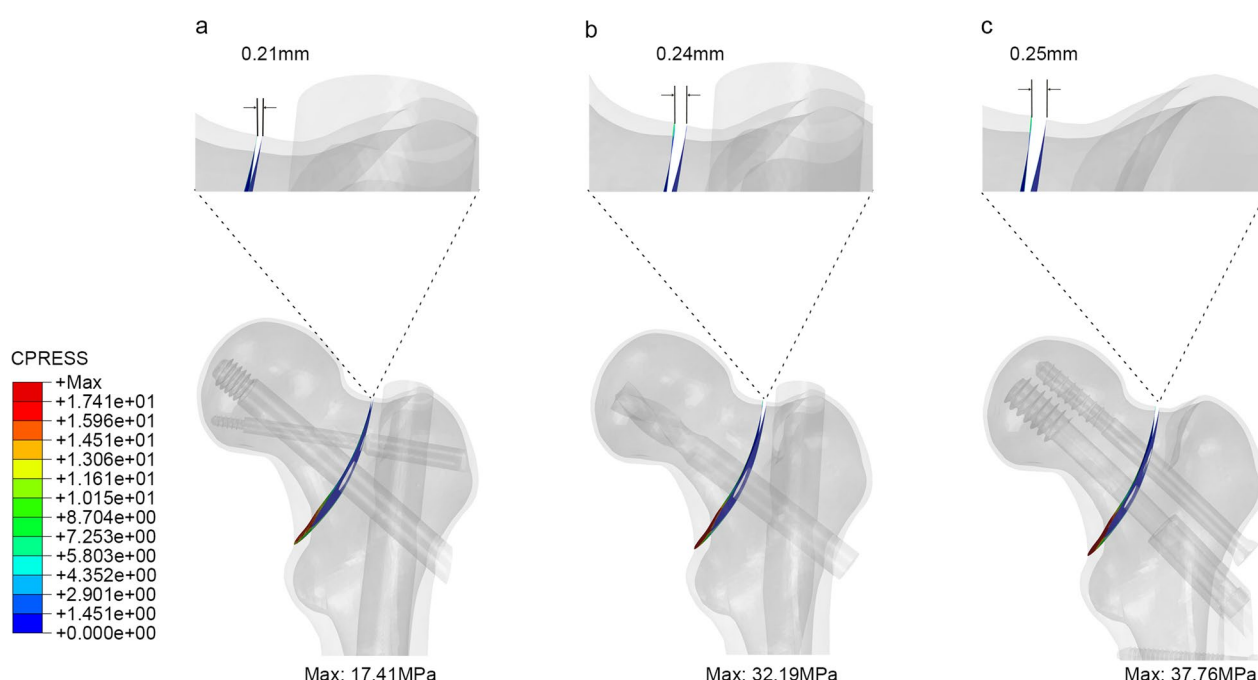 a
b
c
0.21mm
0.24mm
0.25mm
CPRESS
+Max
+1.741e+01
+1.596e+01
+1.451e+01
+1.306e+01
+1.161e+01
+1.015e+01
+8.704e+00
+7.253e+00
+5.803e+00
+4.352e+00
+2.901e+00
+1.451e+00
+0.000e+00
Max: 17.41MPa
Max: 32.19MPa
Max: 37.76MPa